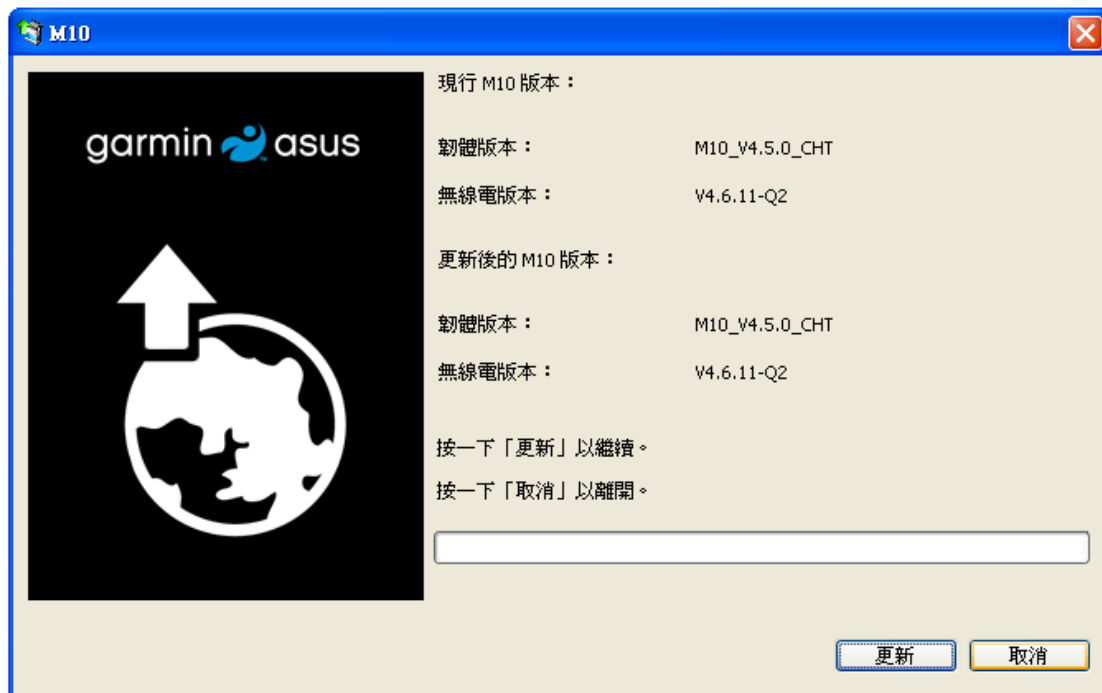 M10
garmin asus
現行 M10 版本：
韌體版本： M10_V4.5.0_CHT
無線電版本： V4.6.11-Q2
更新後的 M10 版本：
韌體版本： M10_V4.5.0_CHT
無線電版本： V4.6.11-Q2
按一下「更新」以繼續。
按一下「取消」以離開。
更新 取消